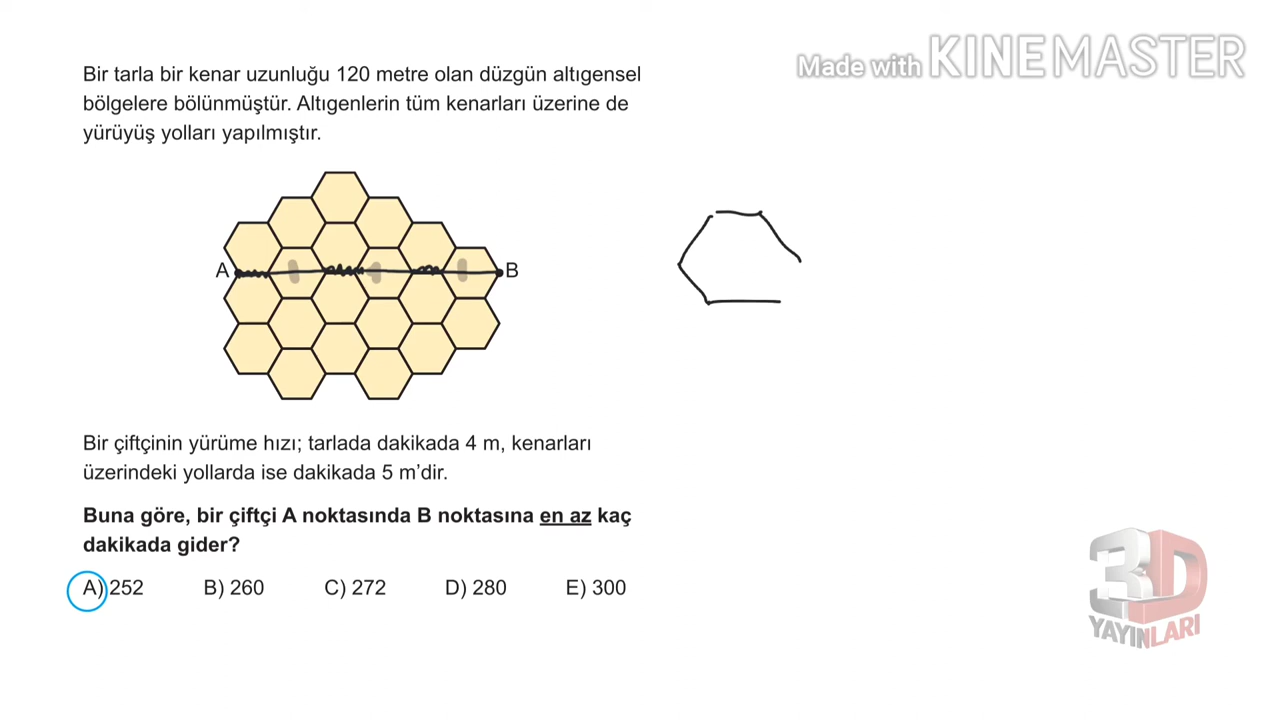 Made with KINEMASTER
Bir tarla bir kenar uzunluğu 120 metre olan düzgün altıgensel
bölgelere bölünmüştür. Altıgenlerin tüm kenarları üzerine de
yürüyüş yolları yapılmıştır.
A
B
Bir çiftçinin yürüme hızı; tarlada dakikada 4 m, kenarları
üzerindeki yollarda ise dakikada 5 m'dir.
Buna göre, bir çiftçi A noktasında B noktasına en az kaç
dakikada gider?
A) 252 B) 260 C) 272 D) 280 E) 300
3D
YAYINLARI